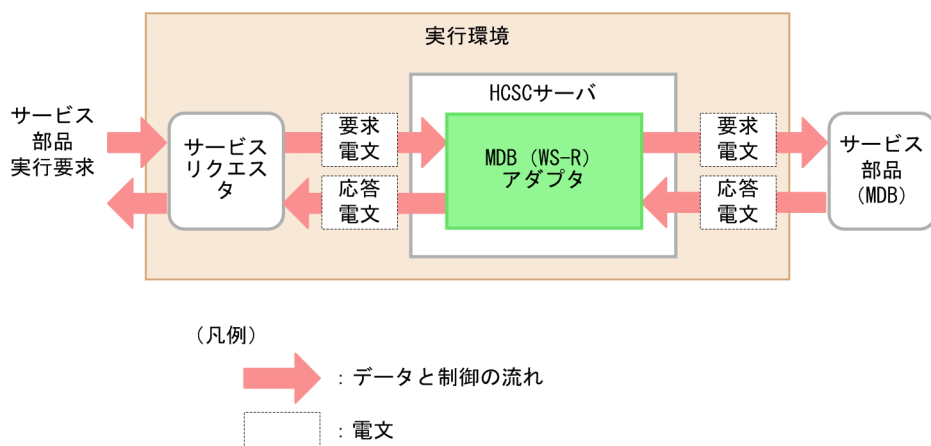 実行環境
HCSCサーバ
サービス
部品
実行要求
サービス
リクエス
タ
要求
電文
応答
電文
MDB（WS-R）
アダプタ
要求
電文
応答
電文
サービス
部品
（MDB）
（凡例）
：データと制御の流れ
：電文